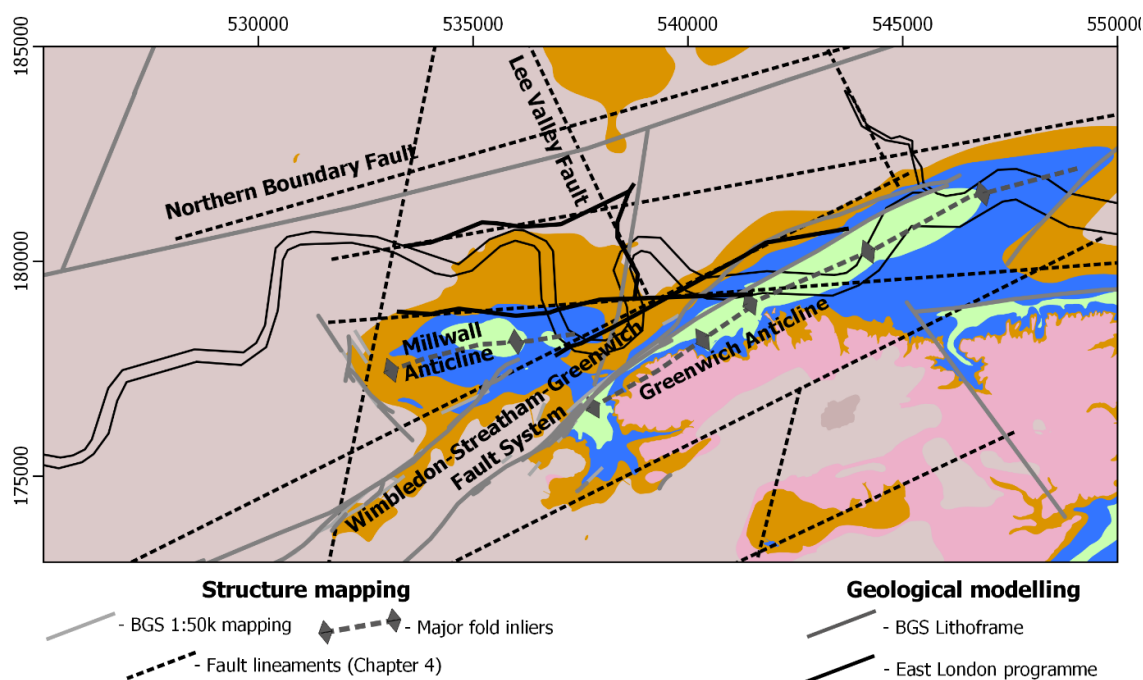 530000 535000 540000 545000 550000
185000
180000
175000
Lee Valley Fault
Northern Boundary Fault
Millwall
Anticline
Greenwich Anticline
Wimbledon-Streatham-Greenwich
Fault System
Structure mapping
- BGS 1:50k mapping
- Major fold inliers
- Fault lineaments (Chapter 4)
Geological modelling
- BGS Lithoframe
- East London programme